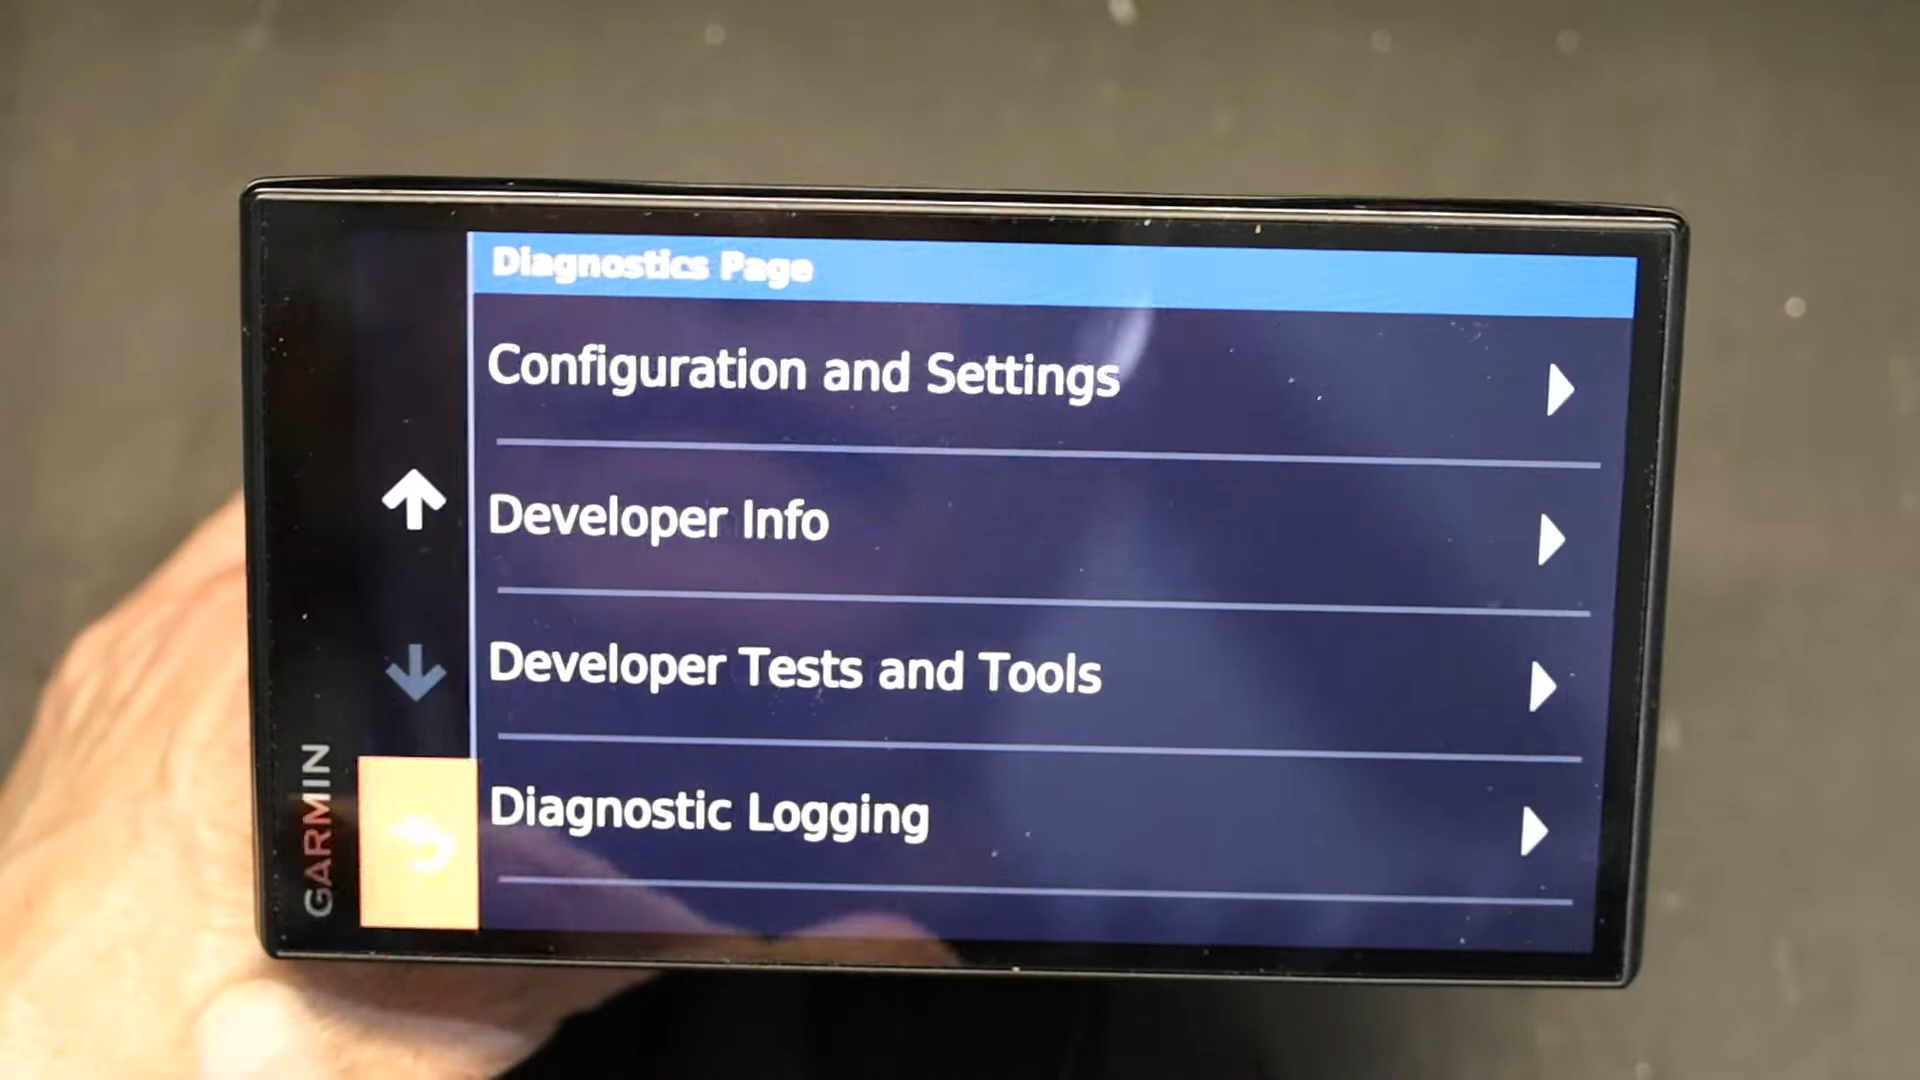 Diagnostics Page
Configuration and Settings
Developer Info
Developer Tests and Tools
Diagnostic Logging
GARMIN